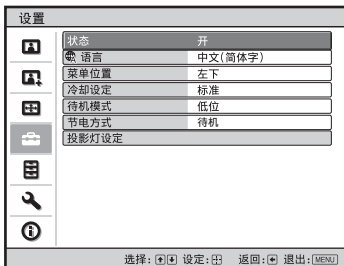 设置
状态 开
语言 中文(简体字)
菜单位置 左下
冷却设定 标准
待机模式 低位
节电方式 待机
投影灯设定
选择: 设定: 返回: 退出: MENU